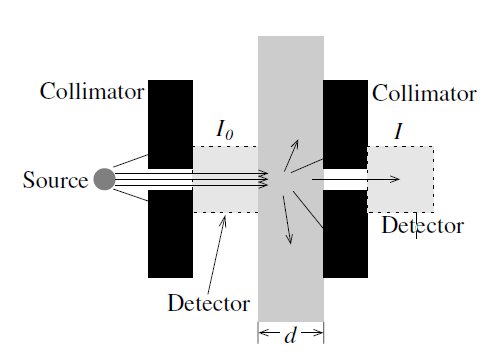 Collimator
Collimator
I₀
I
Source
Detector
Detector
d